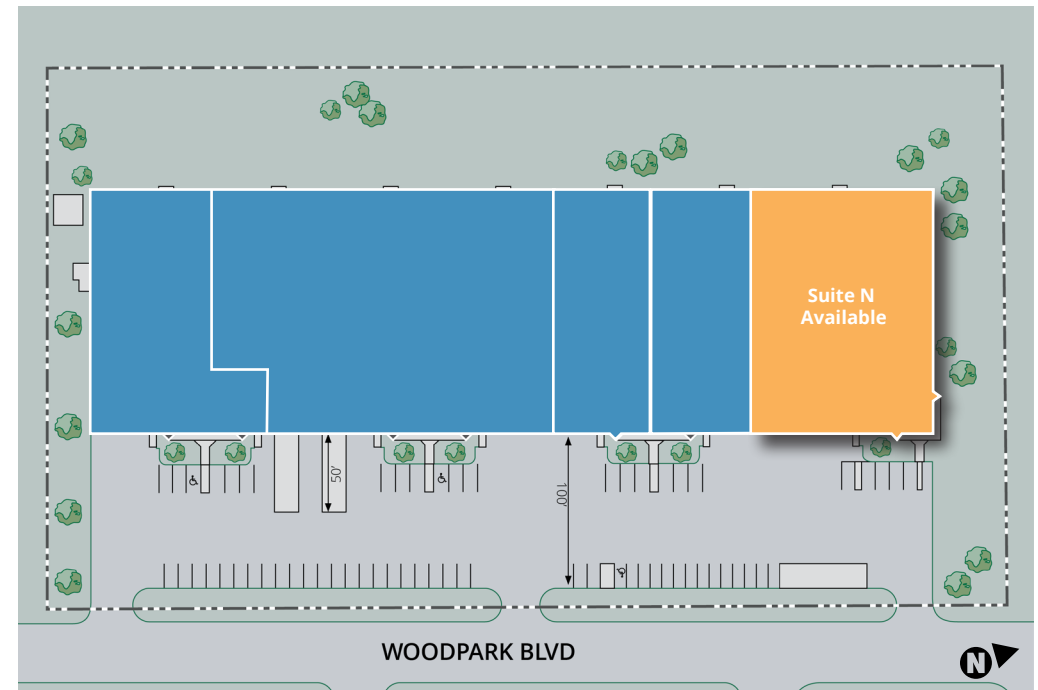 Suite N
Available
50'
100'
WOODPARK BLVD
N